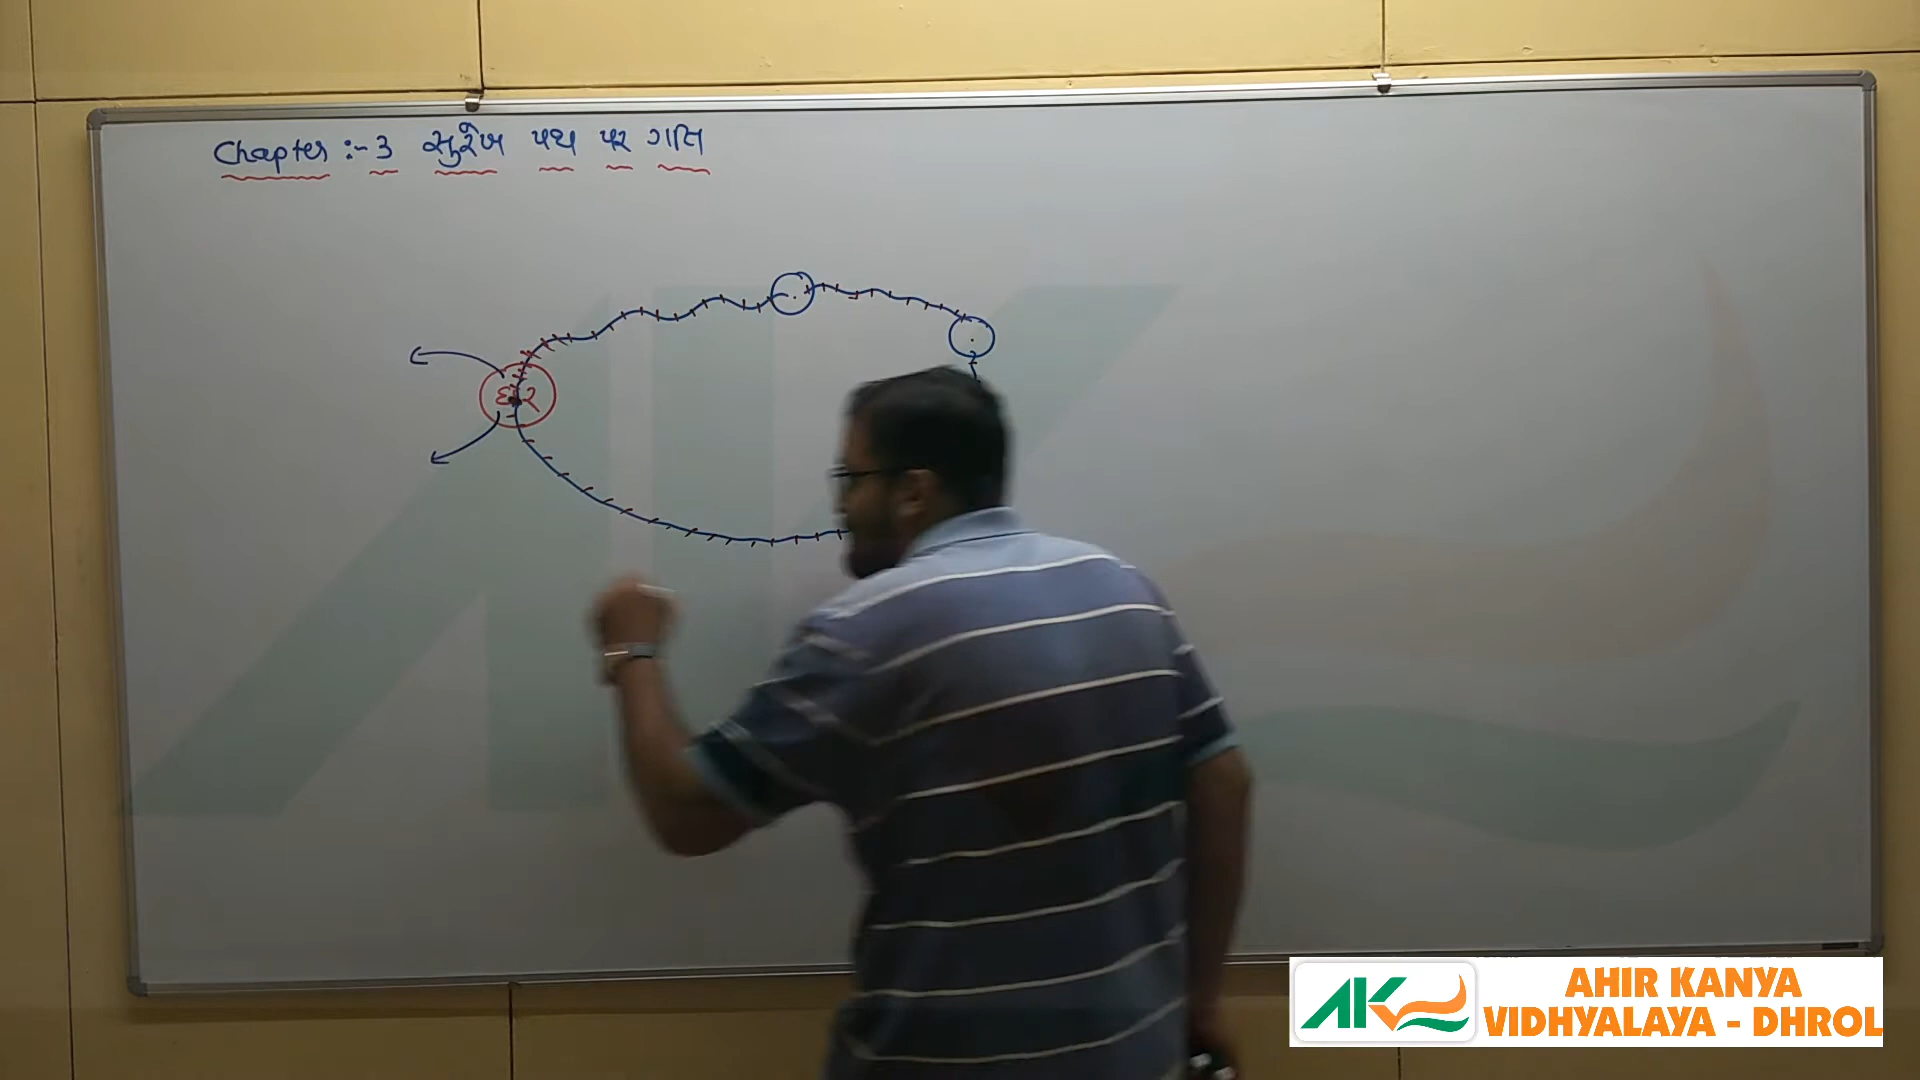 Chapter :- 3 સુરેખ પથ પર ગતિ
ઘર
AHIR KANYA
VIDHYALAYA - DHROL